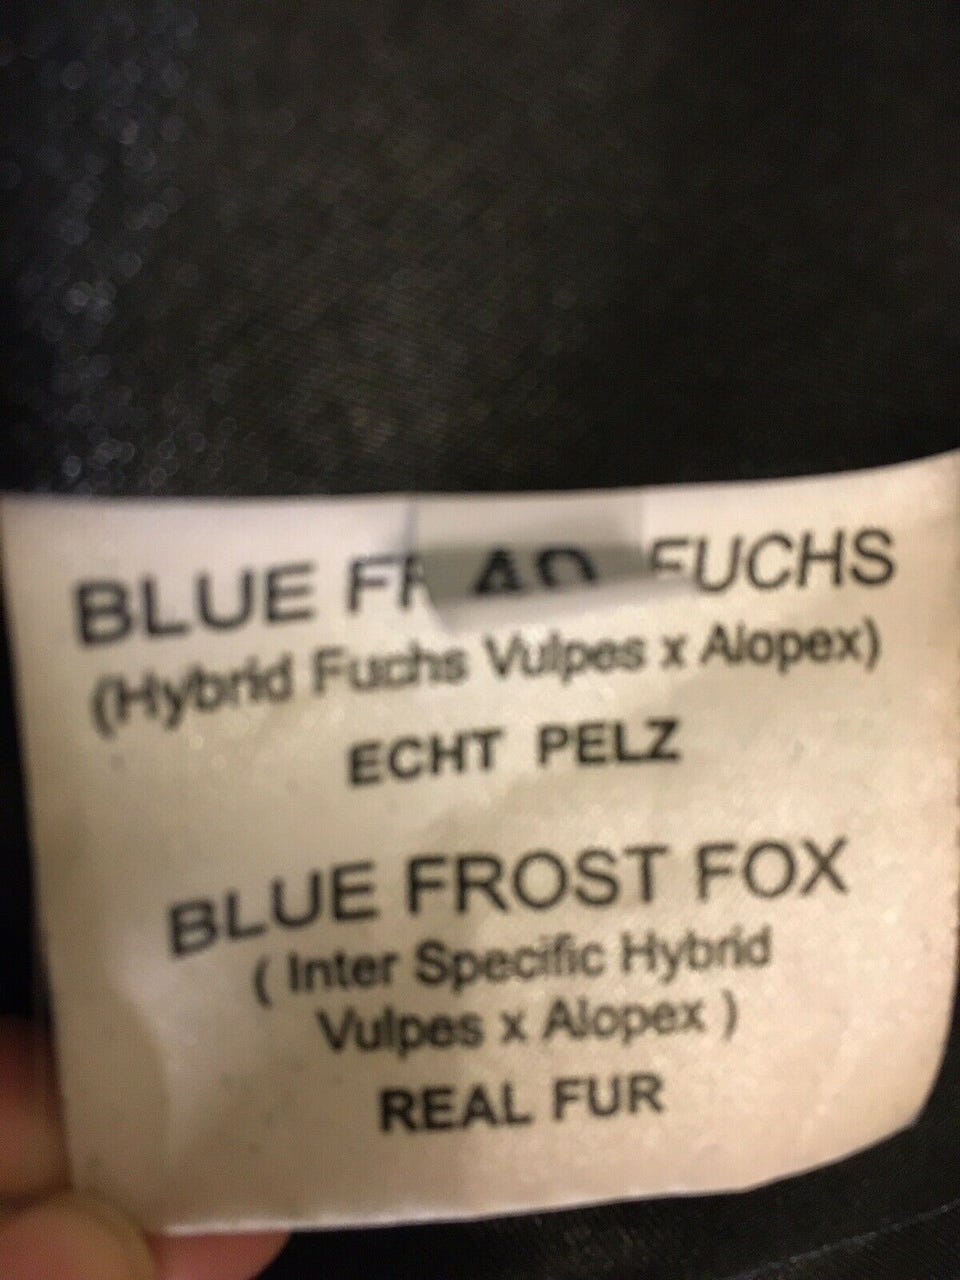 BLUE FUCHS
(Hybrid Fuchs Vulpes x Alopex)
ECHT PELZ
BLUE FROST FOX
( Inter Specific Hybrid
Vulpes x Alopex )
REAL FUR